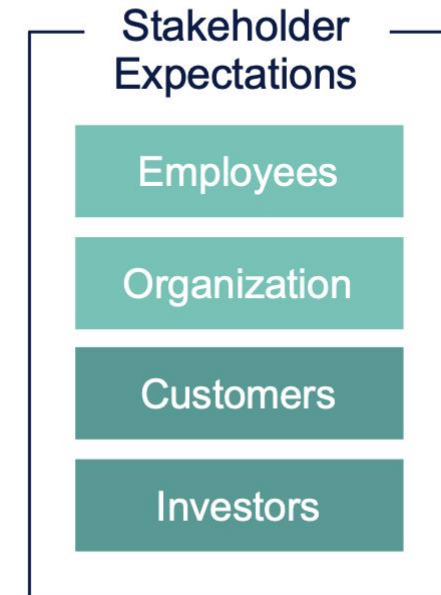 Stakeholder
Expectations
Employees
Organization
Customers
Investors